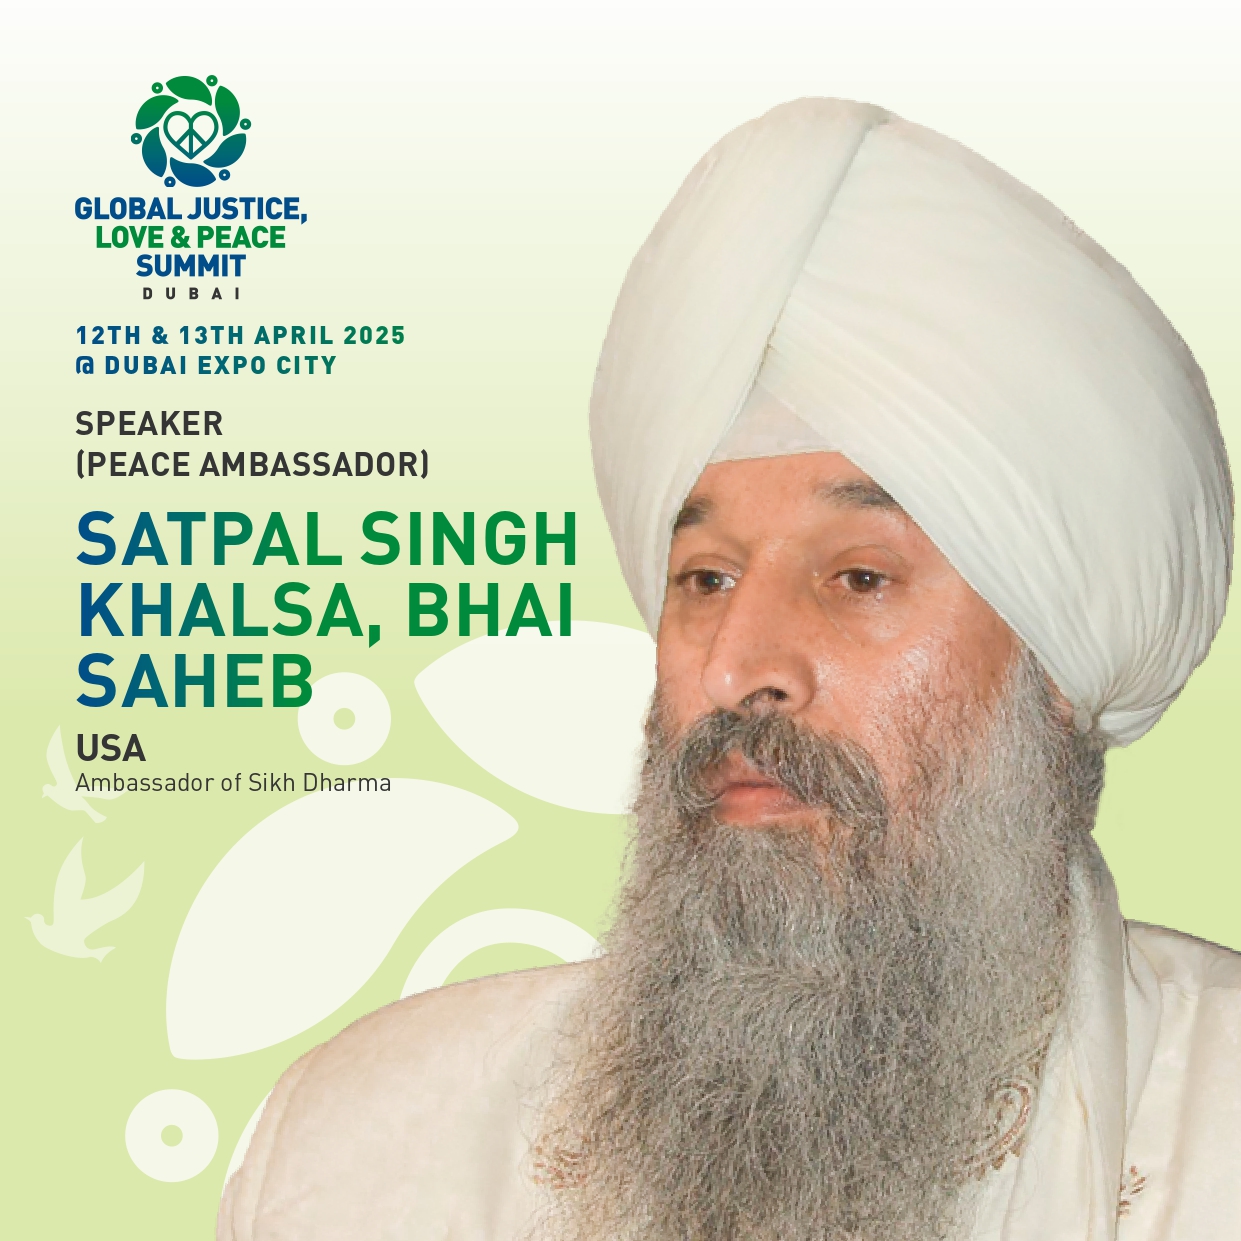 GLOBAL JUSTICE,
LOVE & PEACE
SUMMIT
DUBAI
12TH & 13TH APRIL 2025
@ DUBAI EXPO CITY
SPEAKER
(PEACE AMBASSADOR)
SATPAL SINGH
KHALSA, BHAI
SAHEB
USA
Ambassador of Sikh Dharma